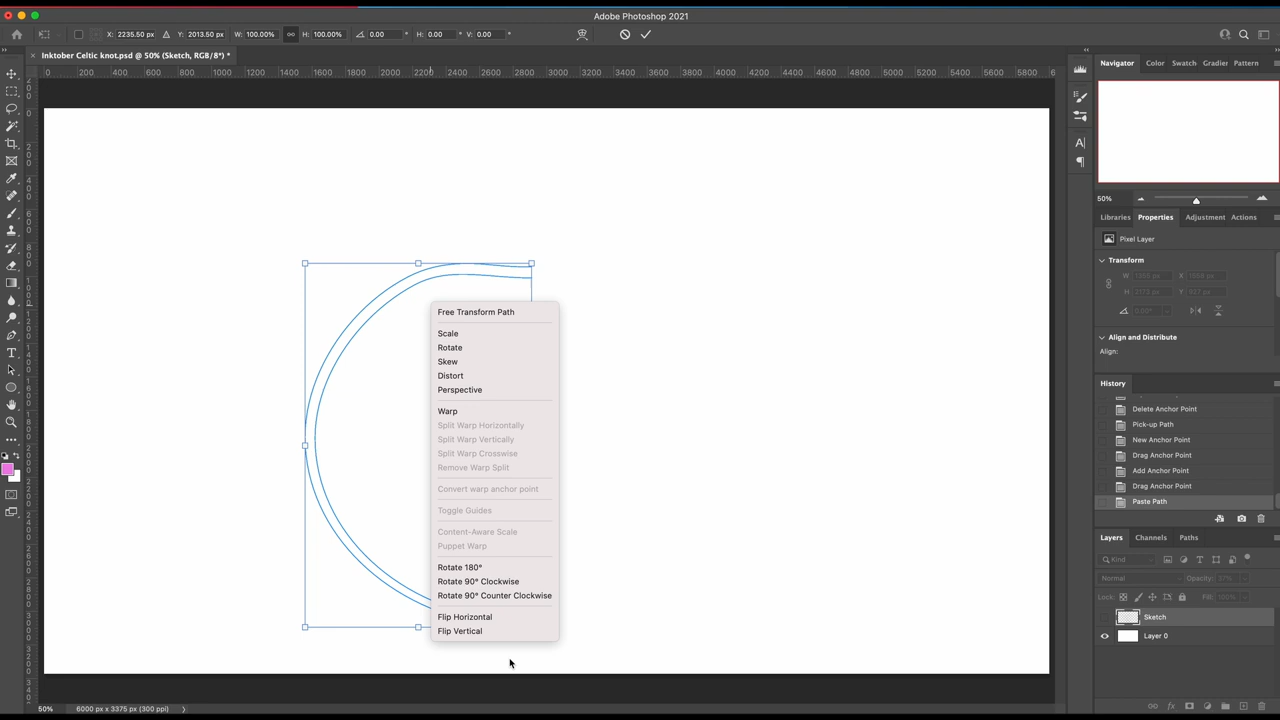 Adobe Photoshop 2021
X: 2235.50 px Y: 2013.50 px W: 100.00% H: 100.00% 0.00 ° H: 0.00 ° V: 0.00 °
× Inktober Celtic knot.psd @ 50% (Sketch, RGB/8*) *
0 200 400 600 800 1000 1200 1400 1600 1800 2000 2200 2400 2600 2800 3000 3200 3400 3600 3800 4000 4200 4400 4600 4800 5000 5200 5400 5600 5800
Navigator Color Swatch Gradier Pattern
50%
Libraries Properties Adjustment Actions
Pixel Layer
Transform
0.00°
Align and Distribute
Align:
History
Delete Anchor Point
Pick-up Path
New Anchor Point
Drag Anchor Point
Add Anchor Point
Drag Anchor Point
Paste Path
Layers Channels Paths
Kind
Normal Opacity: 37%
Lock: Fill: 100%
Sketch
Layer 0
Free Transform Path
Scale
Rotate
Skew
Distort
Perspective
Warp
Split Warp Horizontally
Split Warp Vertically
Split Warp Crosswise
Remove Warp Split
Convert warp anchor point
Toggle Guides
Content-Aware Scale
Puppet Warp
Rotate 180°
Rotate 90° Clockwise
Rotate 90° Counter Clockwise
Flip Horizontal
Flip Vertical
50% 6000 px x 3375 px (300 ppi)